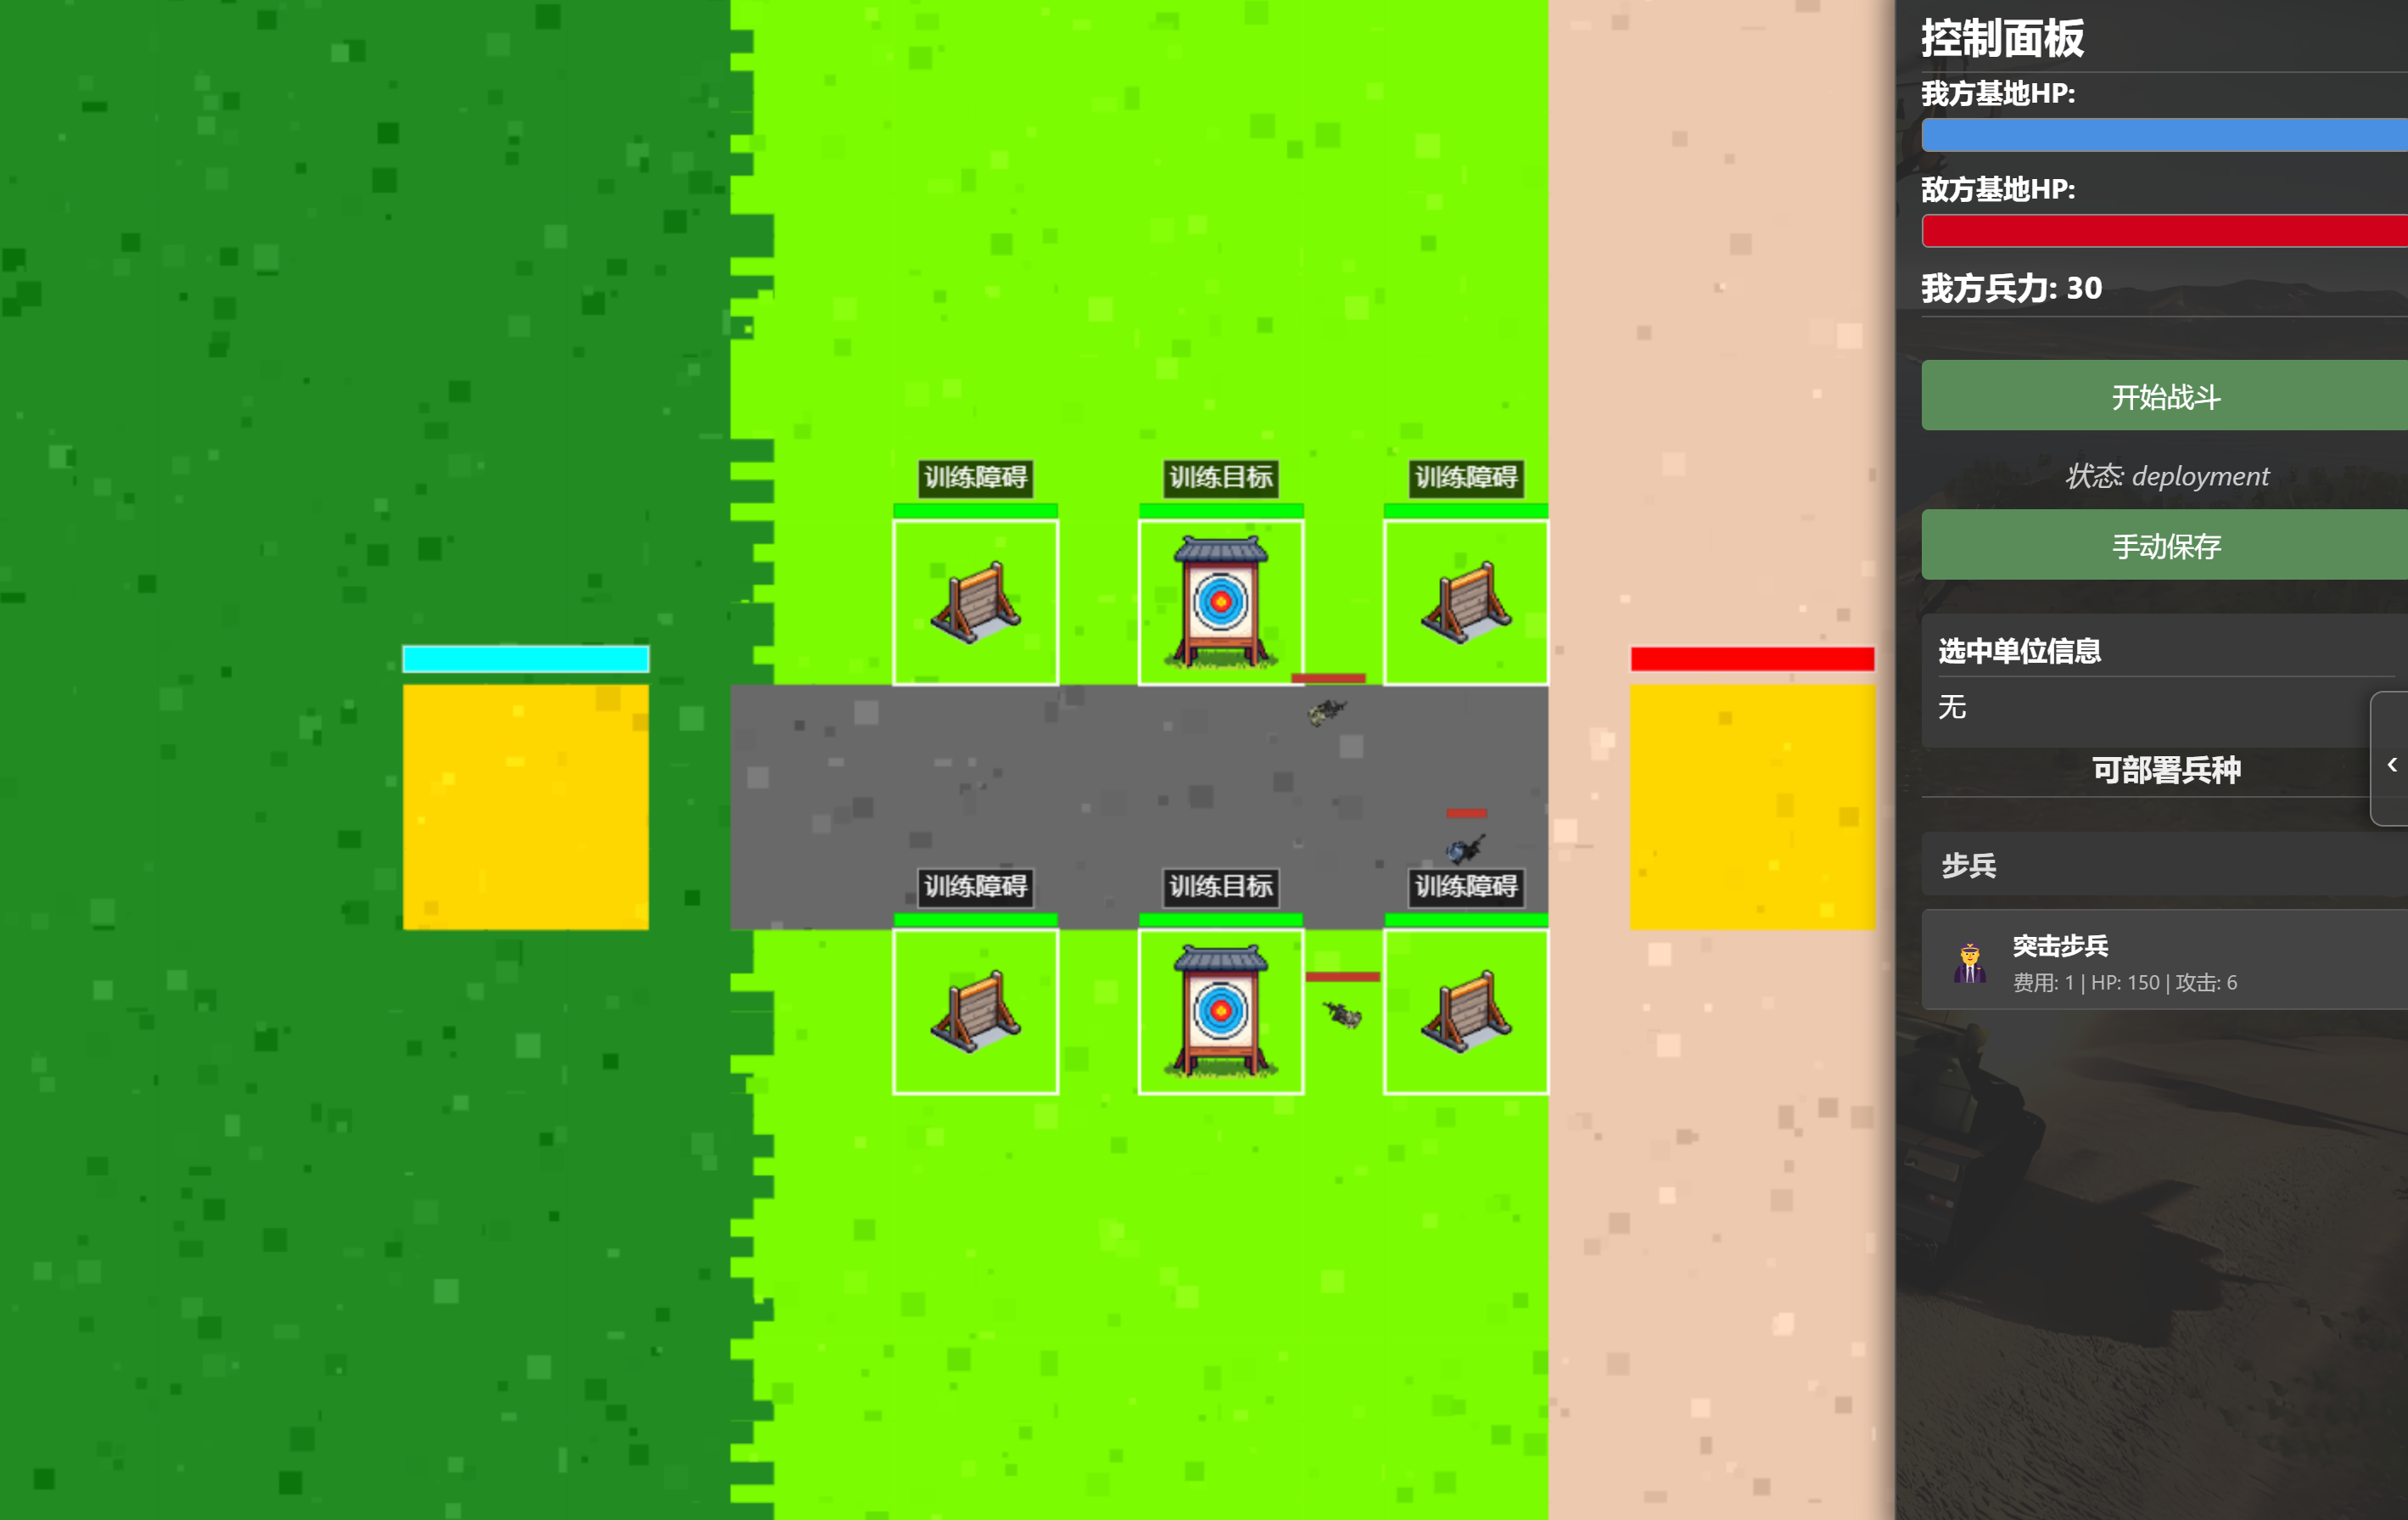 控制面板
我方基地HP:
敌方基地HP:
我方兵力: 30
开始战斗
状态: deployment
手动保存
选中单位信息
无
可部署兵种
步兵
突击步兵
费用: 1 | HP: 150 | 攻击: 6
训练障碍
训练目标
训练障碍
训练障碍
训练目标
训练障碍